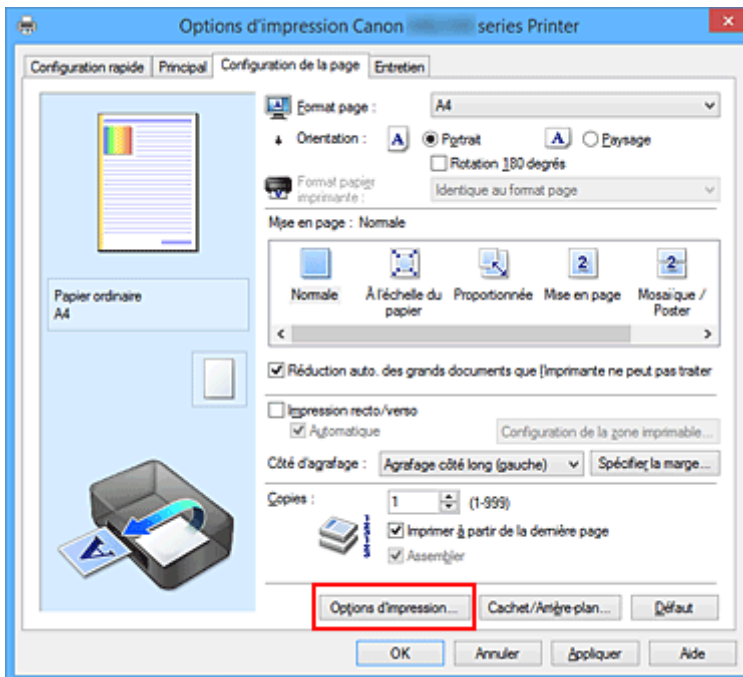 Options d'impression Canon series Printer
Configuration rapide Principal Configuration de la page Entretien
Format page : A4
Orientation : A Portrait A Paysage
Rotation 180 degrés
Format papier imprimante : Identique au format page
Mise en page : Normale
Normale À l'échelle du papier Proportionnée Mise en page Mosaïque / Poster
Papier ordinaire
A4
Réduction auto. des grands documents que l'imprimante ne peut pas traiter
Impression recto/verso
Automatique Configuration de la zone imprimable...
Côté d'agrafage : Agrafage côté long (gauche) Spécifier la marge...
Copies : 1 (1-999)
Imprimer à partir de la dernière page
Assembler
Options d'impression... Cachet/Arrière-plan... Défaut
OK Annuler Appliquer Aide